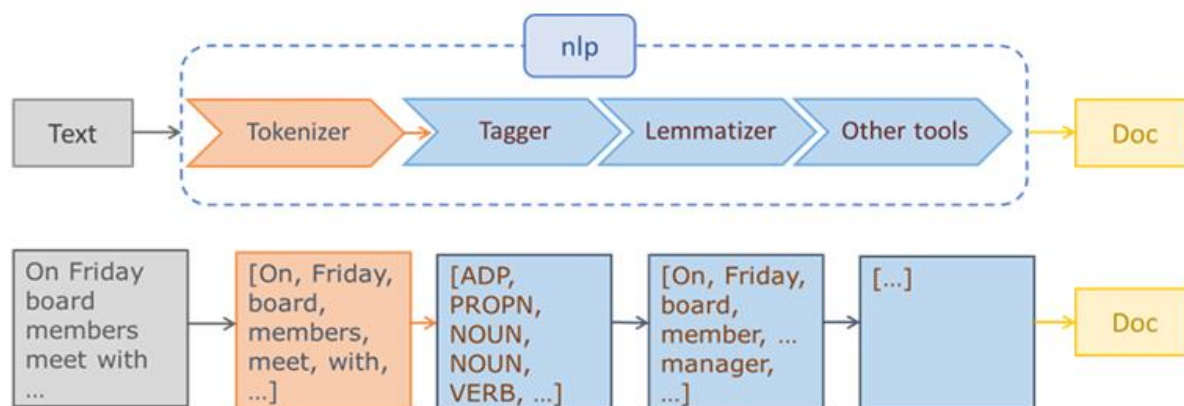 nlp
Text
Tokenizer
Tagger
Lemmatizer
Other tools
Doc
On Friday
board
members
meet with
...
[On, Friday,
board,
members,
meet, with,
...]
[ADP,
PROPN,
NOUN,
NOUN,
VERB, ...]
[On, Friday,
board,
member, ...
manager,
...]
[...]
Doc